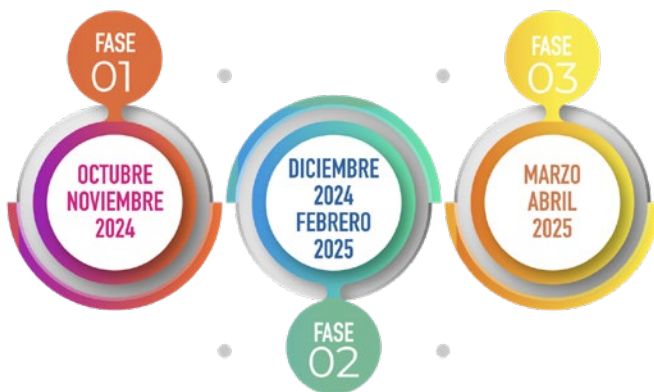 FASE
01
OCTUBRE
NOVIEMBRE
2024
DICIEMBRE
2024
FEBRERO
2025
FASE
02
FASE
03
MARZO
ABRIL
2025